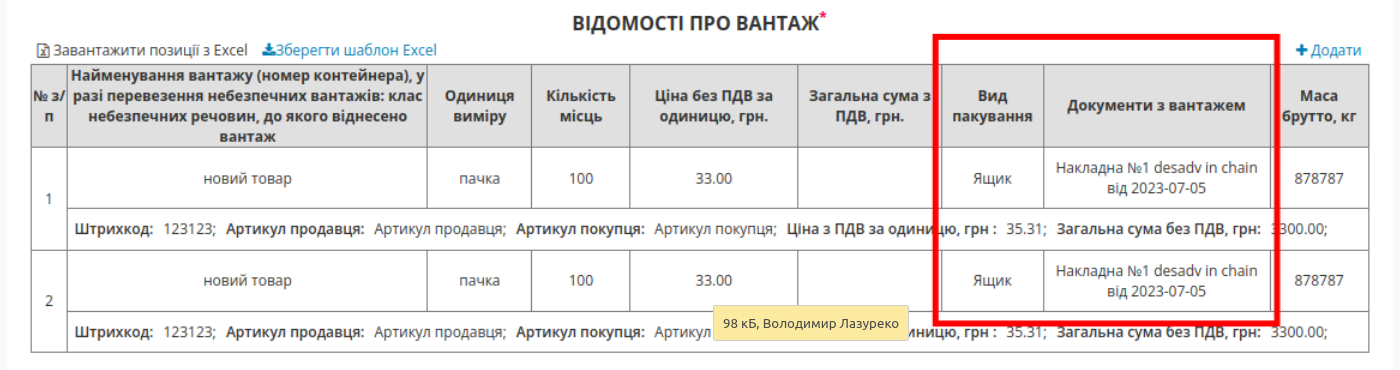 ВІДОМОСТІ ПРО ВАНТАЖ*
Завантажити позиції з Excel Зберегти шаблон Excel
Додати
№ з/п
Найменування вантажу (номер контейнера), у
разі перевезення небезпечних вантажів: клас
небезпечних речовин, до якого віднесено
вантаж
Одиниця
виміру
Кількість
місць
Ціна без ПДВ за
одиницю, грн.
Загальна сума з
ПДВ, грн.
Вид
пакування
Документи з вантажем
Маса
брутто, кг
1
новий товар
пачка
100
33.00
Ящик
Накладна №1 desadv in chain
від 2023-07-05
878787
Штрихкод: 123123; Артикул продавця: Артикул продавця; Артикул покупця: Артикул покупця; Ціна з ПДВ за одиницю, грн : 35.31; Загальна сума без ПДВ, грн: 3300.00;
2
новий товар
пачка
100
33.00
Ящик
Накладна №1 desadv in chain
від 2023-07-05
878787
98 кБ, Володимир Лазуреко
Штрихкод: 123123; Артикул продавця: Артикул продавця; Артикул покупця: Артикул грн : 35.31; Загальна сума без ПДВ, грн: 3300.00;